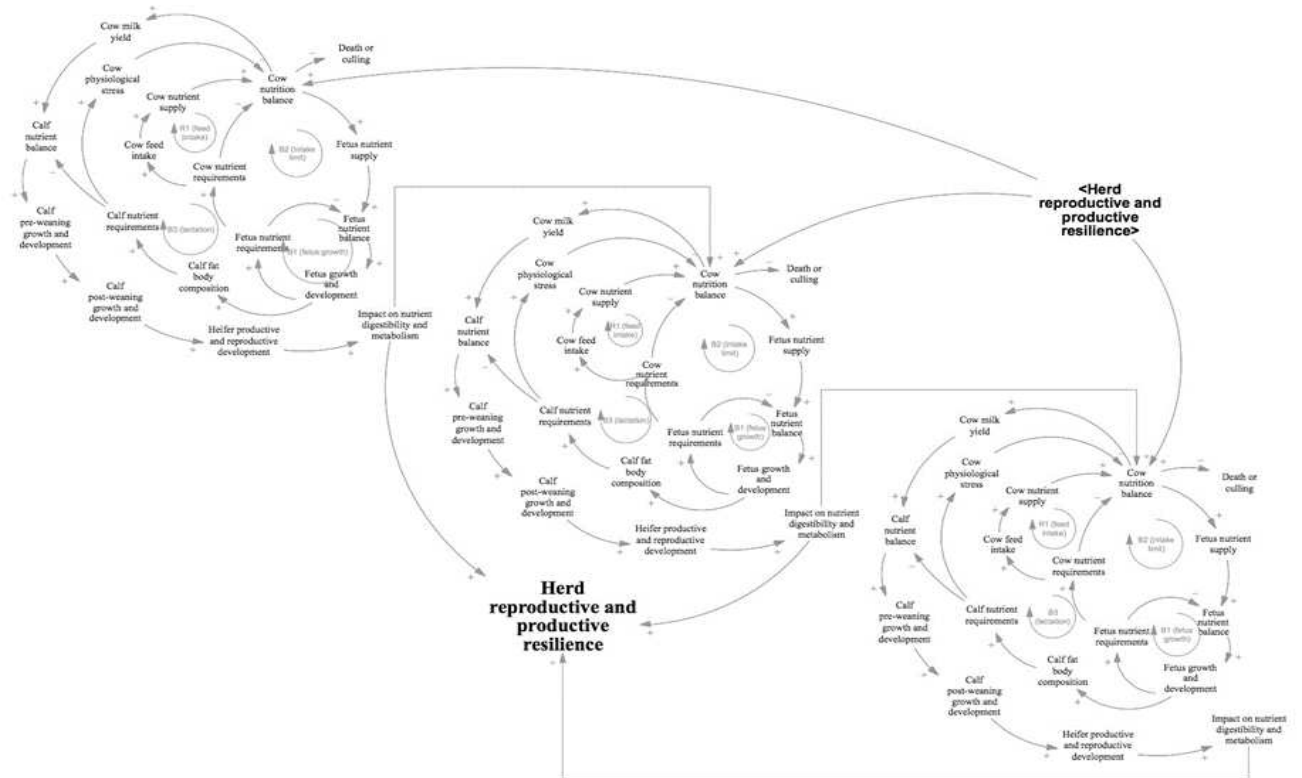 Cow milk
yield
Death or
culling
Cow
physiological
stress
Cow
nutrition
balance
Cow nutrient
supply
Calf
nutrient
balance
R1 (feed
intake)
Cow feed
intake
B2 (intake
limit)
Fetus nutrient
supply
Cow nutrient
requirements
Calf
pre-weaning
growth and
development
Calf nutrient
requirements
B3 (lactation)
Fetus nutrient
requirements
B1 (fetus growth)
Fetus
nutrient
balance
Calf fat
body
composition
Fetus growth
and
development
Calf
post-weaning
growth and
development
Heifer productive
and reproductive
development
Impact on nutrient
digestibility and
metabolism
<Herd
reproductive and
productive
resilience>
Cow milk
yield
Cow
physiological
stress
Cow
nutrition
balance
Death or
culling
Cow nutrient
supply
Calf
nutrient
balance
R1 (feed
intake)
Cow feed
intake
B2 (intake
limit)
Fetus nutrient
supply
Cow
nutrient
requirements
Calf
pre-weaning
growth and
development
Calf nutrient
requirements
B3 (lactation)
Fetus nutrient
requirements
B1 (fetus
growth)
Fetus
nutrient
balance
Calf fat
body
composition
Fetus growth
and
development
Calf
post-weaning
growth and
development
Heifer productive
and reproductive
development
Impact on nutrient
digestibility and
metabolism
Herd
reproductive and
productive
resilience
Cow milk
yield
Cow
physiological
stress
Cow
nutrition
balance
Death or
culling
Cow nutrient
supply
Calf
nutrient
balance
R1 (feed
intake)
Cow feed
intake
B2 (intake
limit)
Fetus nutrient
supply
Cow nutrient
requirements
Calf
pre-weaning
growth and
development
Calf nutrient
requirements
B3
(lactation)
Fetus nutrient
requirements
B1 (fetus
growth)
Fetus
nutrient
balance
Calf fat
body
composition
Fetus growth
and
development
Calf
post-weaning
growth and
development
Heifer productive
and reproductive
development
Impact on nutrient
digestibility and
metabolism